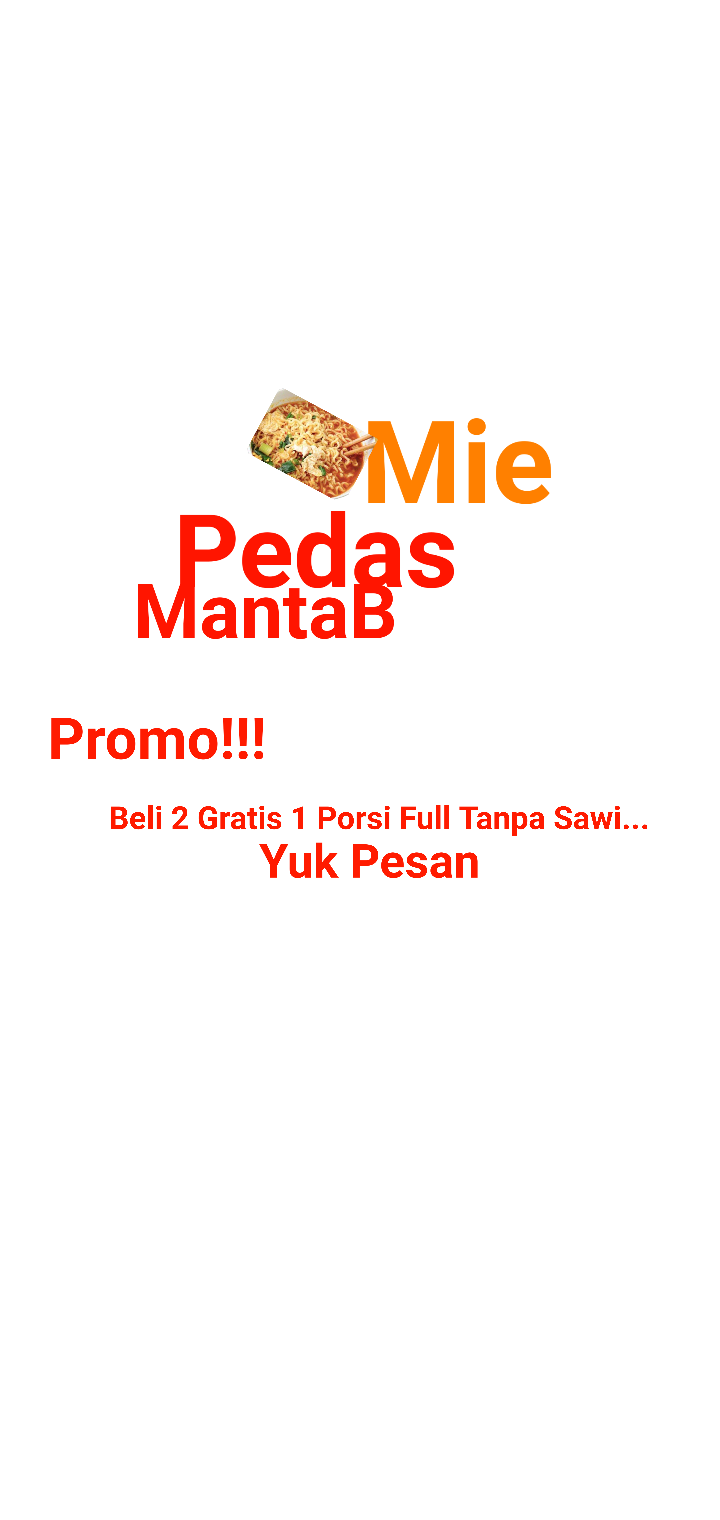 Mie
Pedas
MantaB
Promo!!!
Beli 2 Gratis 1 Porsi Full Tanpa Sawi...
Yuk Pesan